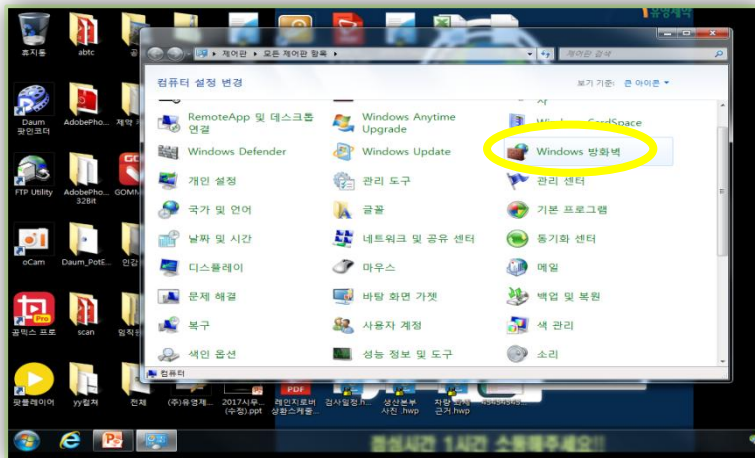 유영제약
휴지통
abtc
제어판 ▸ 모든 제어판 항목 ▸
제어판 검색
컴퓨터 설정 변경
보기 기준: 큰 아이콘
RemoteApp 및 데스크톱 연결
Windows Anytime Upgrade
Windows CardSpace
Windows Defender
Windows Update
Windows 방화벽
개인 설정
관리 도구
관리 센터
국가 및 언어
글꼴
기본 프로그램
날짜 및 시간
네트워크 및 공유 센터
동기화 센터
디스플레이
마우스
메일
문제 해결
바탕 화면 가젯
백업 및 복원
복구
사용자 계정
색 관리
색인 옵션
성능 정보 및 도구
소리
컴퓨터
Daum 팟인코더
AdobePho...
FTP Utility
AdobePho... 32Bit
oCam
Daum_PotE...
곰믹스 프로
scan
팟플레이어
yy컬쳐
전재
(주)유영제...
2017시무... (수정).ppt
PDF
레인지로버 상환스케줄...
검사일정.h...
생산본부 사진 .hwp
점심시간 1시간 소등해주세요!!